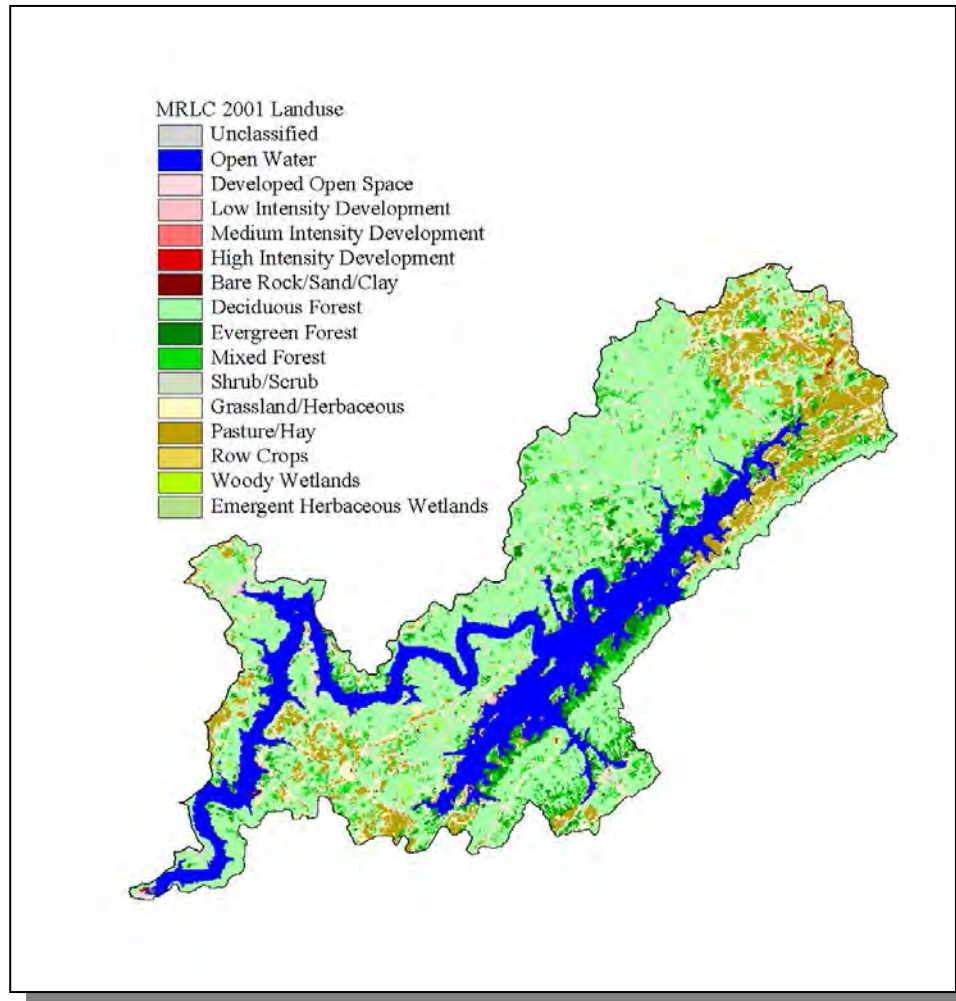 MRLC 2001 Landuse
Unclassified
Open Water
Developed Open Space
Low Intensity Development
Medium Intensity Development
High Intensity Development
Bare Rock/Sand/Clay
Deciduous Forest
Evergreen Forest
Mixed Forest
Shrub/Scrub
Grassland/Herbaceous
Pasture/Hay
Row Crops
Woody Wetlands
Emergent Herbaceous Wetlands